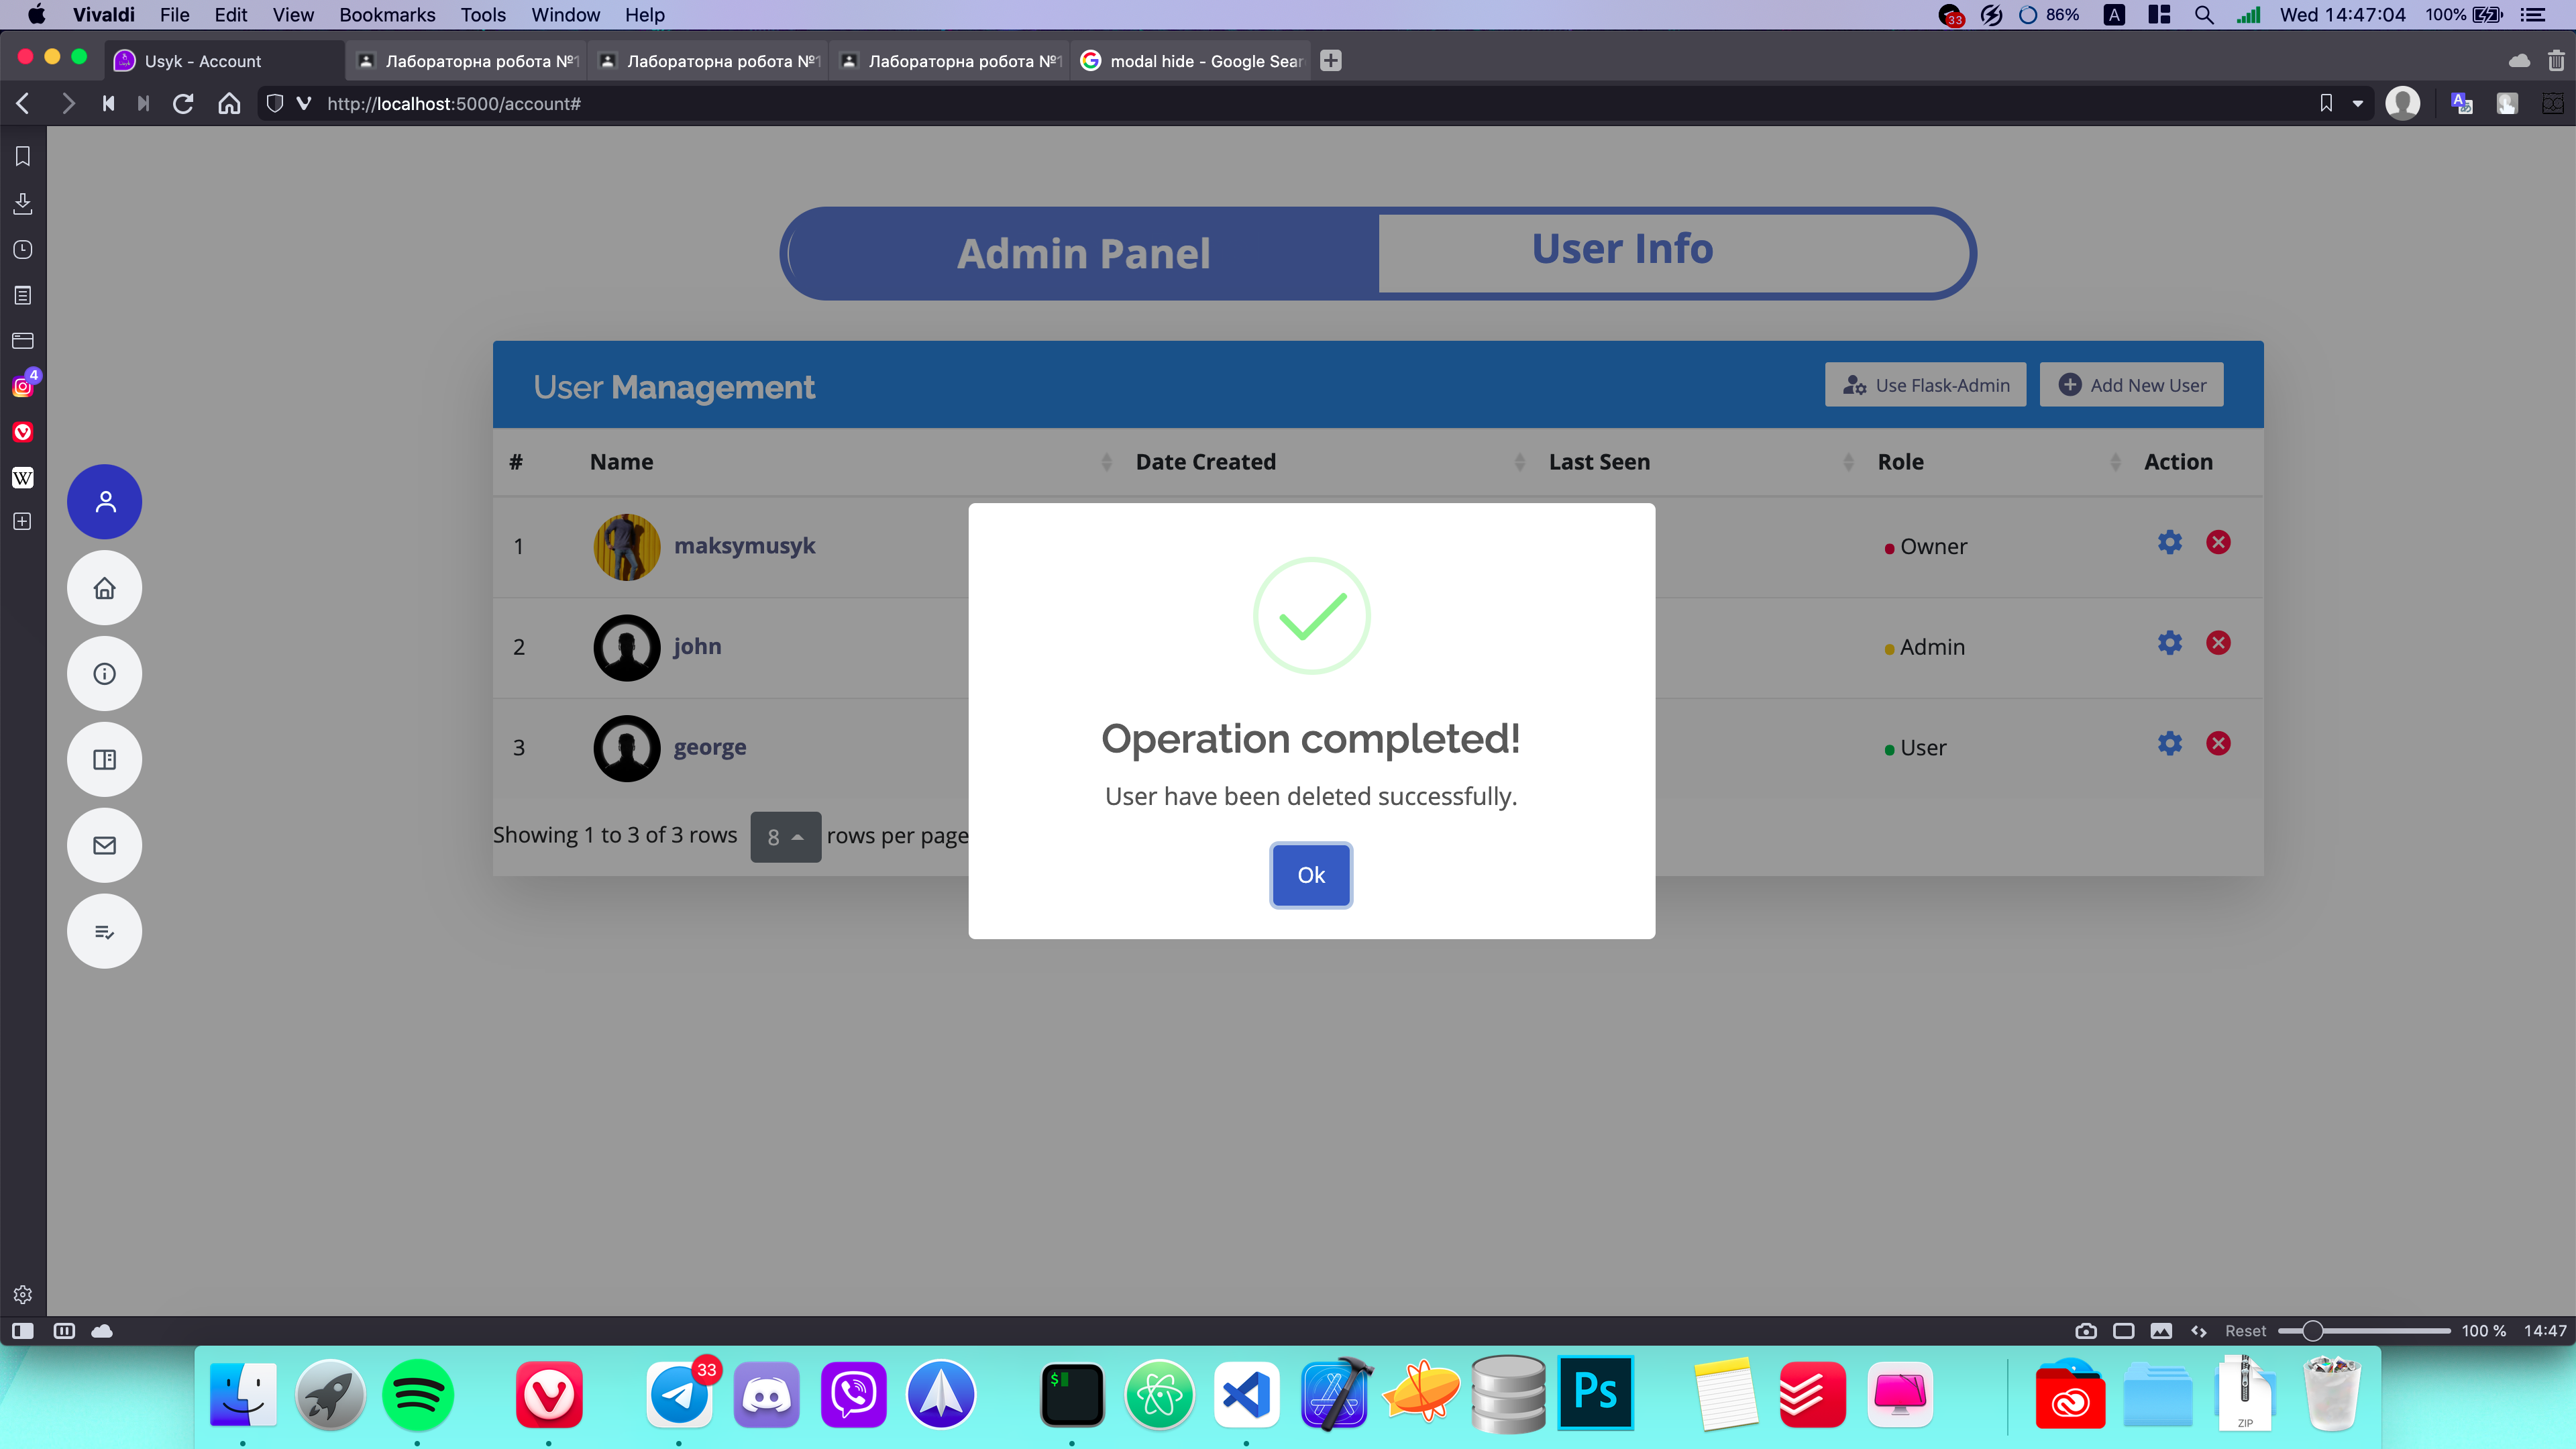 Vivaldi File Edit View Bookmarks Tools Window Help
33 86% A Wed 14:47:04 100%
Usyk - Account
Лабораторна робота №1
Лабораторна робота №1
Лабораторна робота №1
modal hide - Google Sear
http://localhost:5000/account#
4
W
Admin Panel
User Info
User Management
Use Flask-Admin
Add New User
# Name Date Created Last Seen Role Action
1 maksymusyk Owner
2 john Admin
3 george User
Showing 1 to 3 of 3 rows 8 rows per page
Operation completed!
User have been deleted successfully.
Ok
Reset 100 % 14:47
33
$
Ps
ZIP